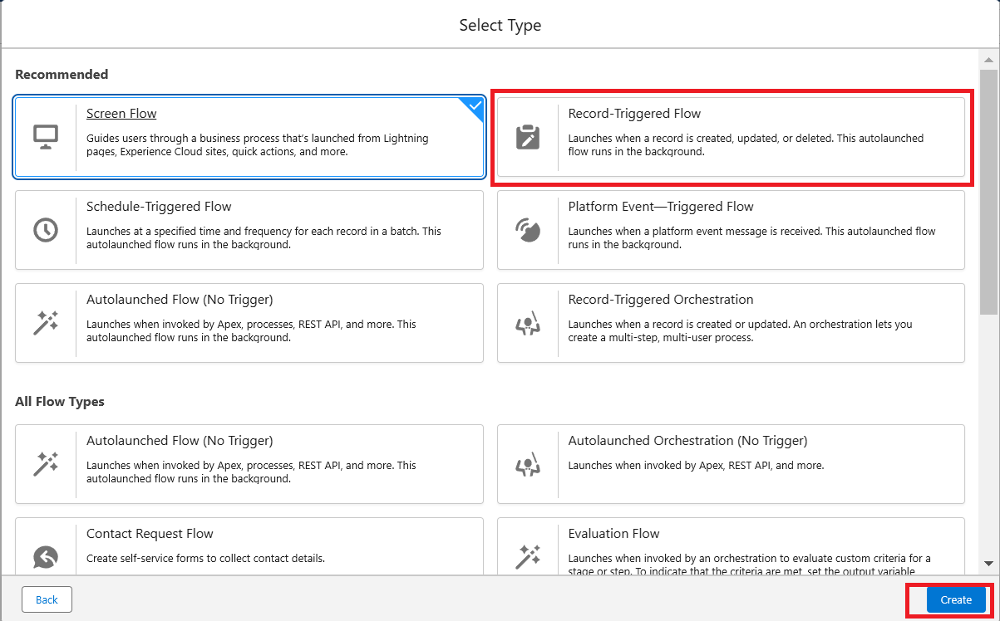 Select Type
Recommended
Screen Flow
Guides users through a business process that's launched from Lightning
pages, Experience Cloud sites, quick actions, and more.
Record-Triggered Flow
Launches when a record is created, updated, or deleted. This autolaunched
flow runs in the background.
Schedule-Triggered Flow
Launches at a specified time and frequency for each record in a batch. This
autolaunched flow runs in the background.
Platform Event—Triggered Flow
Launches when a platform event message is received. This autolaunched flow
runs in the background.
Autolaunched Flow (No Trigger)
Launches when invoked by Apex, processes, REST API, and more. This
autolaunched flow runs in the background.
Record-Triggered Orchestration
Launches when a record is created or updated. An orchestration lets you
create a multi-step, multi-user process.
All Flow Types
Autolaunched Flow (No Trigger)
Launches when invoked by Apex, processes, REST API, and more. This
autolaunched flow runs in the background.
Autolaunched Orchestration (No Trigger)
Launches when invoked by Apex, REST API, and more.
Contact Request Flow
Create self-service forms to collect contact details.
Evaluation Flow
Launches when invoked by an orchestration to evaluate custom criteria for a
stage or step. To indicate that the criteria are met, set the output variable
Back
Create